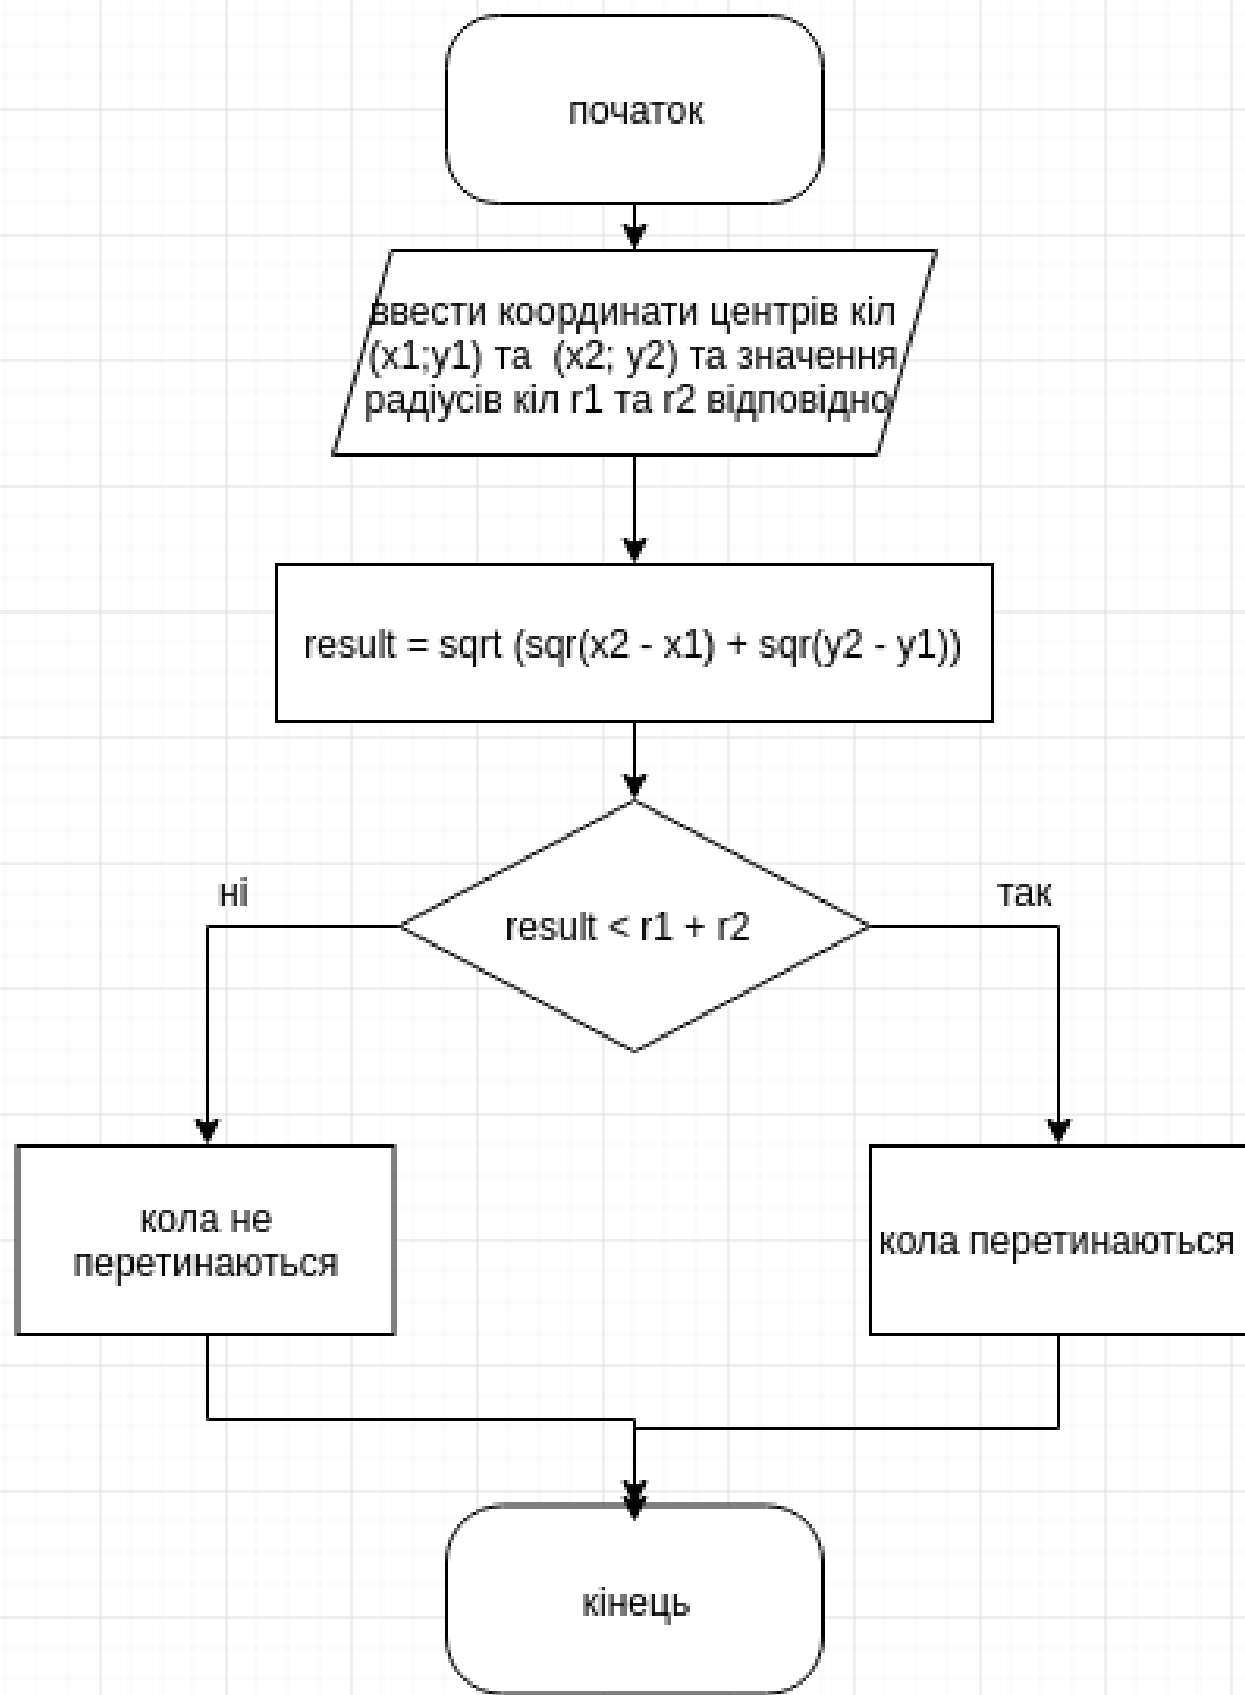 початок
ввести координати центрів кіл
(x1;y1) та  (x2; y2) та значення
радіусів кіл r1 та r2 відповідно
result = sqrt (sqr(x2 - x1) + sqr(y2 - y1))
ні
так
result < r1 + r2
кола не
перетинаються
кола перетинаються
кінець